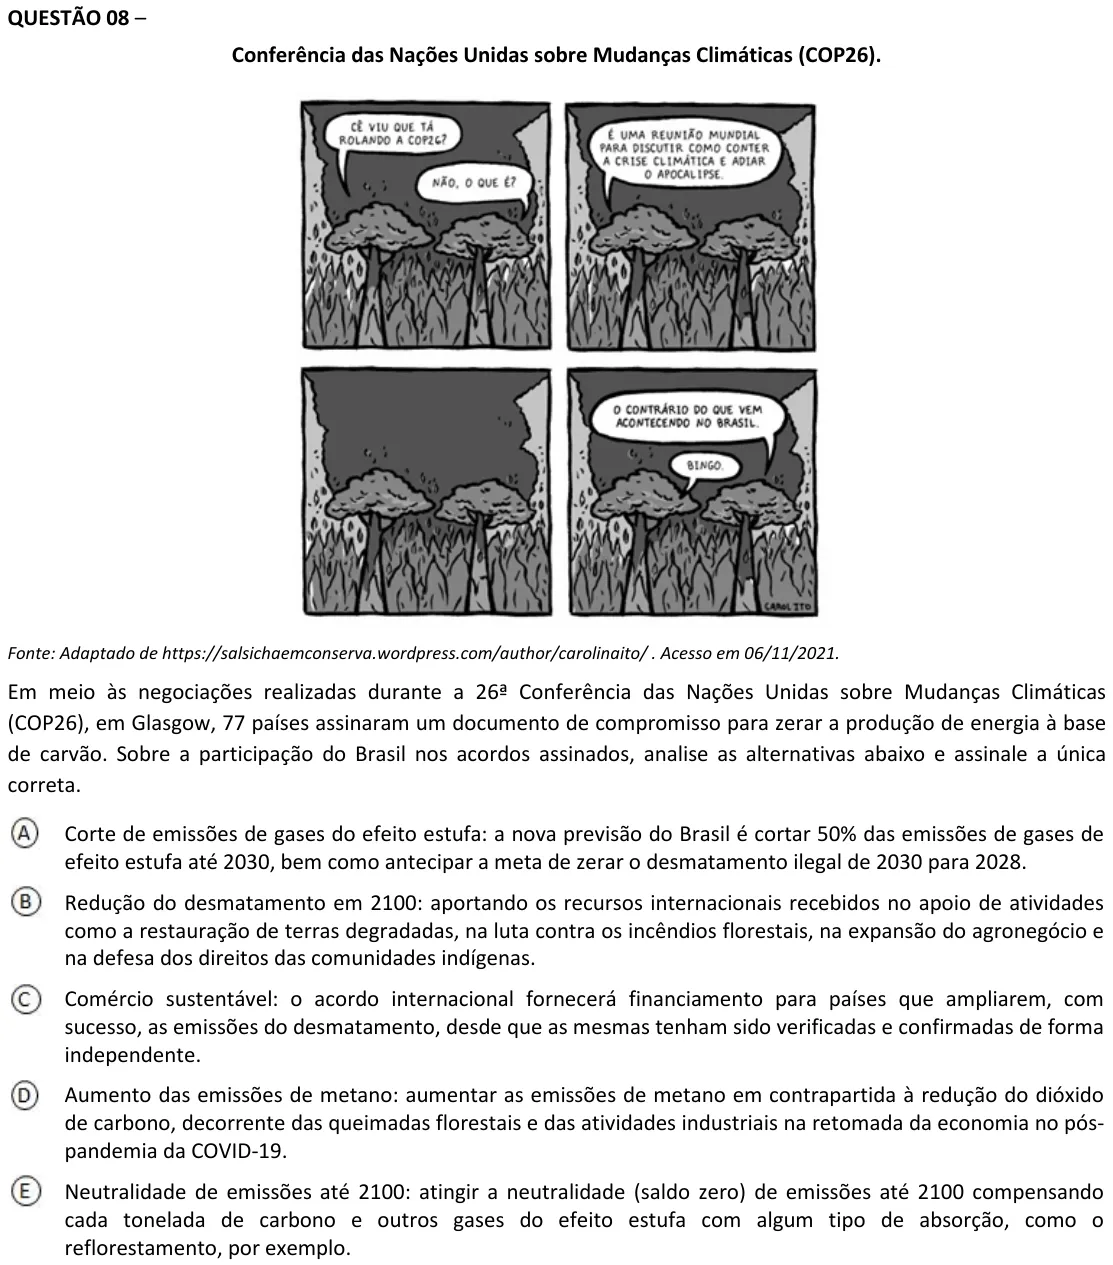 QUESTÃO 08 –
Conferência das Nações Unidas sobre Mudanças Climáticas (COP26).
CÊ VIU QUE TÁ
ROLANDO A COP26?
NÃO, O QUE É?
É UMA REUNIÃO MUNDIAL
PARA DISCUTIR COMO CONTER
A CRISE CLIMÁTICA E ADIAR
O APOCALIPSE.
O CONTRÁRIO DO QUE VEM
ACONTECENDO NO BRASIL.
BINGO.
CAROL ITO
Fonte: Adaptado de https://salsichaemconserva.wordpress.com/author/carolinaito/ . Acesso em 06/11/2021.
Em meio às negociações realizadas durante a 26ª Conferência das Nações Unidas sobre Mudanças Climáticas
(COP26), em Glasgow, 77 países assinaram um documento de compromisso para zerar a produção de energia à base
de carvão. Sobre a participação do Brasil nos acordos assinados, analise as alternativas abaixo e assinale a única
correta.
A Corte de emissões de gases do efeito estufa: a nova previsão do Brasil é cortar 50% das emissões de gases de
efeito estufa até 2030, bem como antecipar a meta de zerar o desmatamento ilegal de 2030 para 2028.
B Redução do desmatamento em 2100: aportando os recursos internacionais recebidos no apoio de atividades
como a restauração de terras degradadas, na luta contra os incêndios florestais, na expansão do agronegócio e
na defesa dos direitos das comunidades indígenas.
C Comércio sustentável: o acordo internacional fornecerá financiamento para países que ampliarem, com
sucesso, as emissões do desmatamento, desde que as mesmas tenham sido verificadas e confirmadas de forma
independente.
D Aumento das emissões de metano: aumentar as emissões de metano em contrapartida à redução do dióxido
de carbono, decorrente das queimadas florestais e das atividades industriais na retomada da economia no pós-
pandemia da COVID-19.
E Neutralidade de emissões até 2100: atingir a neutralidade (saldo zero) de emissões até 2100 compensando
cada tonelada de carbono e outros gases do efeito estufa com algum tipo de absorção, como o
reflorestamento, por exemplo.